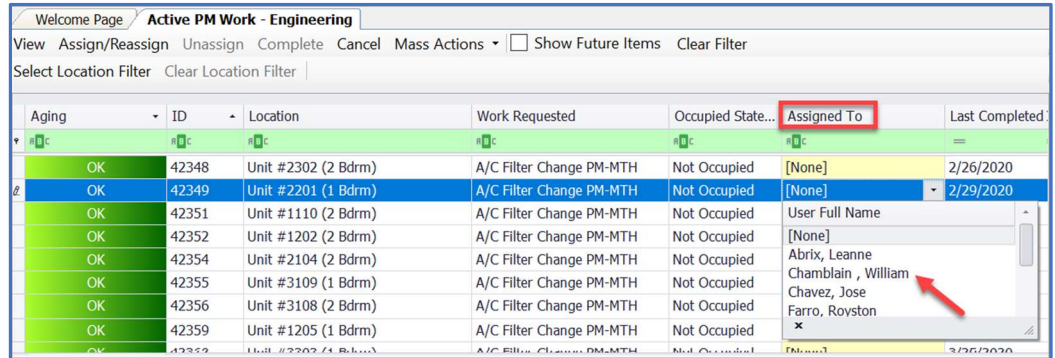 Welcome Page Active PM Work - Engineering
View Assign/Reassign Unassign Complete Cancel Mass Actions Show Future Items Clear Filter
Select Location Filter Clear Location Filter
Aging ID Location Work Requested Occupied State... Assigned To Last Completed
OK 42348 Unit #2302 (2 Bdrm) A/C Filter Change PM-MTH Not Occupied [None] 2/26/2020
OK 42349 Unit #2201 (1 Bdrm) A/C Filter Change PM-MTH Not Occupied [None] 2/29/2020
OK 42351 Unit #1110 (2 Bdrm) A/C Filter Change PM-MTH Not Occupied User Full Name
OK 42352 Unit #1202 (2 Bdrm) A/C Filter Change PM-MTH Not Occupied [None]
OK 42354 Unit #2104 (2 Bdrm) A/C Filter Change PM-MTH Not Occupied Abrix, Leanne
Chamblain , William
OK 42355 Unit #3109 (1 Bdrm) A/C Filter Change PM-MTH Not Occupied Chavez, Jose
OK 42356 Unit #3108 (2 Bdrm) A/C Filter Change PM-MTH Not Occupied Farro, Royston
OK 42359 Unit #1205 (1 Bdrm) A/C Filter Change PM-MTH Not Occupied